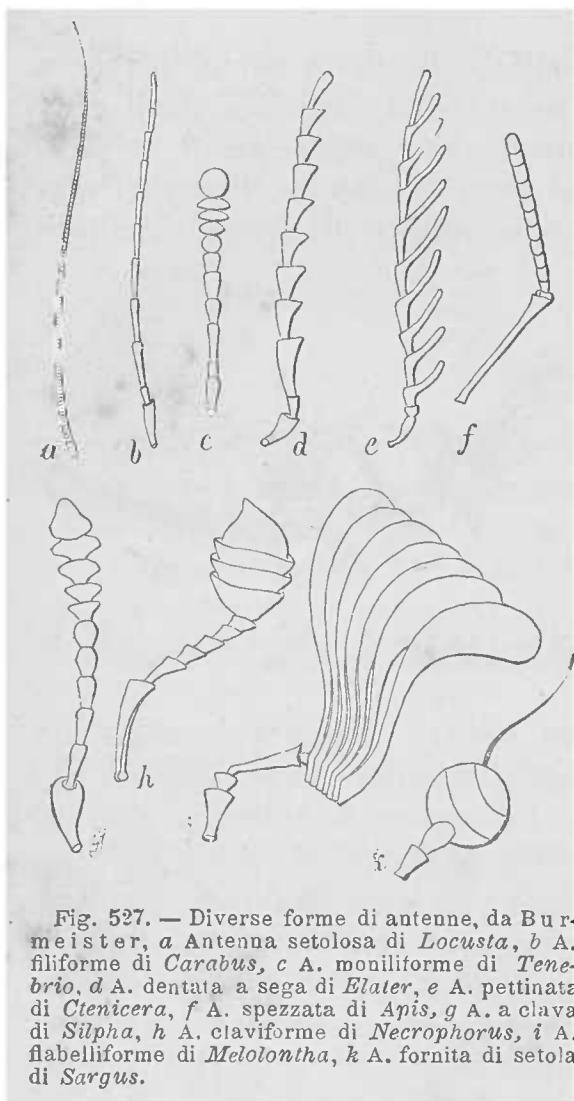 a
b
c
d
e
f
g
h
i
k
Fig. 527. — Diverse forme di antenne, da Bur-
meister, a Antenna setolosa di Locusta, b A.
filiforme di Carabus, c A. moniliforme di Tene-
brio, d A. dentata a sega di Elater, e A. pettinata
di Ctenicera, f A. spezzata di Apis, g A. a clava
di Silpha, h A. claviforme di Necrophorus, i A.
flabelliforme di Melolontha, k A. fornita di setola
di Sargus.